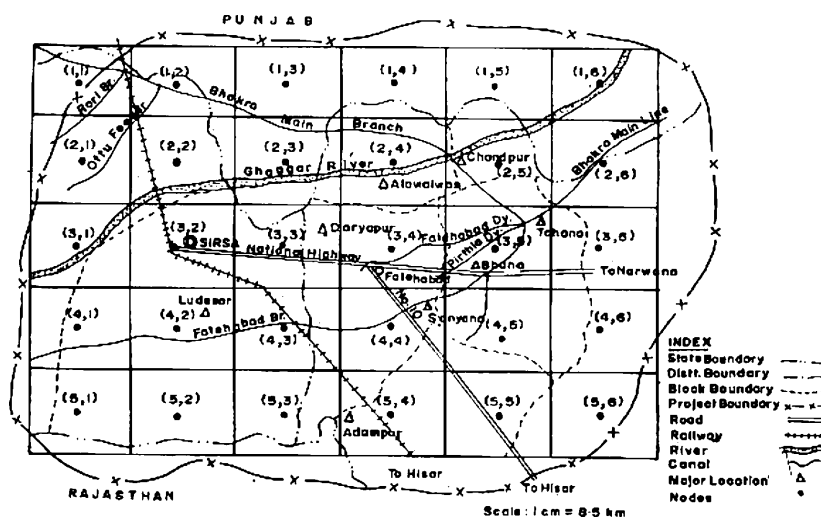 PUNJAB
(1,1) (1,2) (1,3) (1,4) (1,5) (1,6)
Rori Br.
Bhakra Main Branch
Bhakra Main Line
Ottu Feeder
(2,1) (2,2) (2,3) (2,4) (2,5) (2,6)
Chandpur
Ghaggar River
Alawalwas
(3,1) (3,2) (3,3) (3,4) (3,5) (3,6)
Daryapur
Fatehabad Dy.
Pirthla Dy.
Tohana
SIRSA
National Highway
Bhuna
To Narwana
Fatehabad
Ludesar
Sanyana
(4,1) (4,2) (4,3) (4,4) (4,5) (4,6)
Fatehabad Br.
(5,1) (5,2) (5,3) (5,4) (5,5) (5,6)
Adampur
To Hisar
To Hisar
RAJASTHAN
INDEX
State Boundary
Distt. Boundary
Block Boundary
Project Boundary
Road
Railway
River
Canal
Major Location
Nodes
Scale: 1 cm = 8.5 km